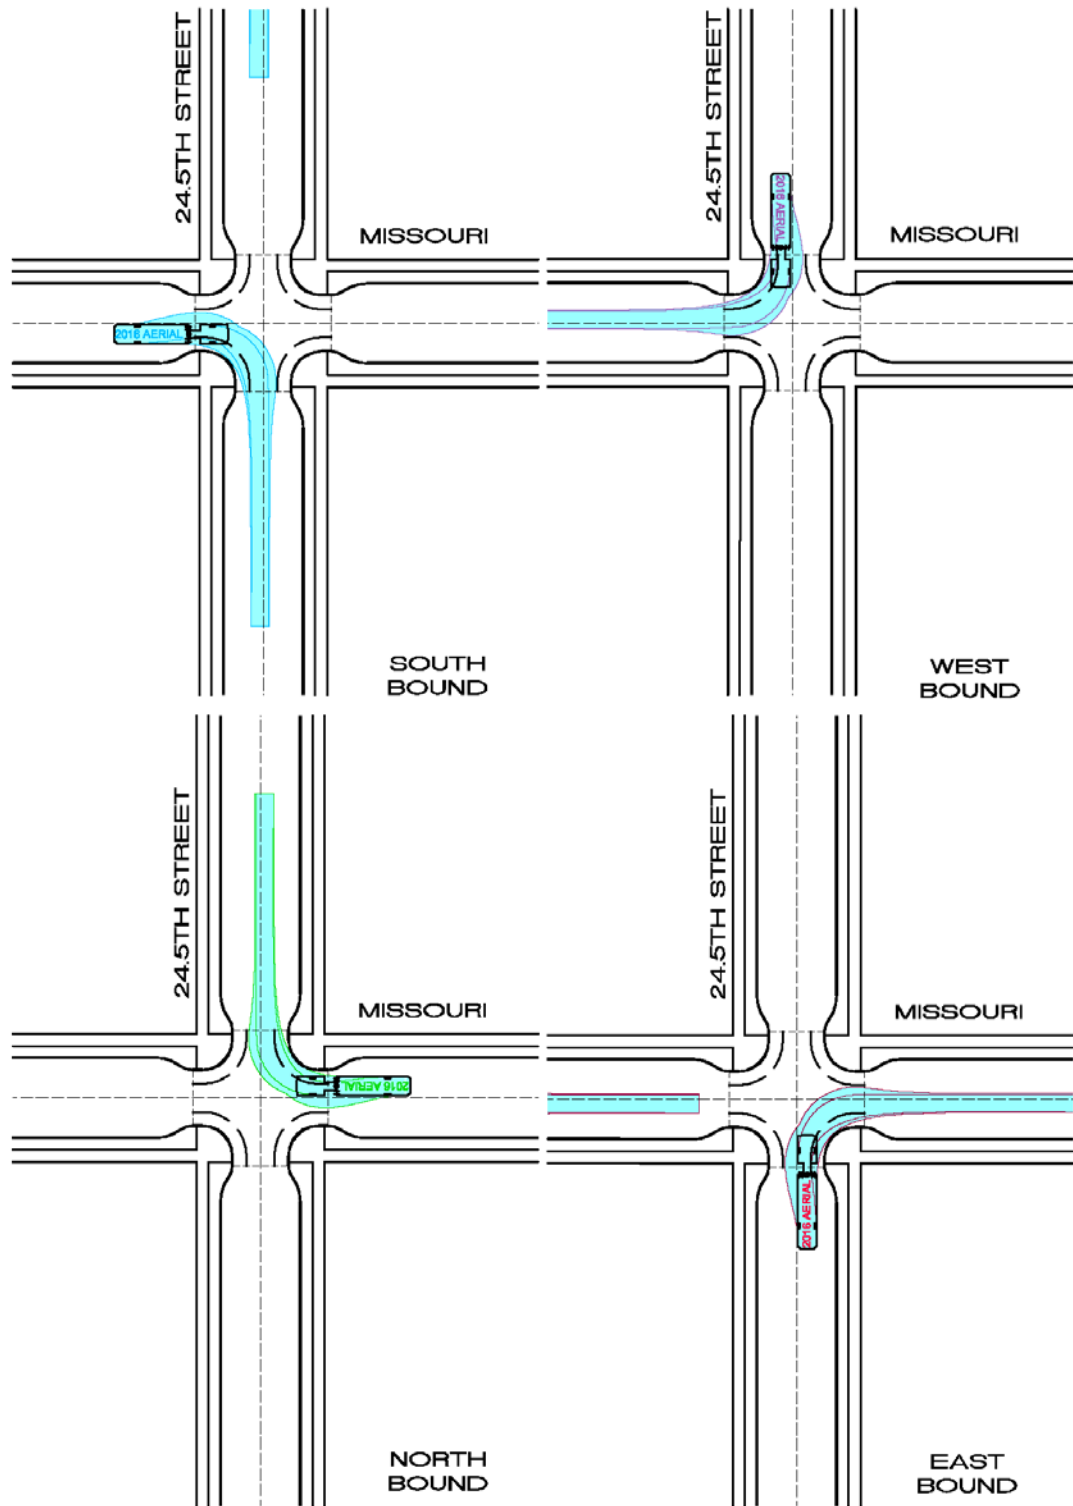 24.5TH STREET
MISSOURI
2016 AERIAL
SOUTH
BOUND
24.5TH STREET
2016 AERIAL
MISSOURI
WEST
BOUND
24.5TH STREET
MISSOURI
2016 AERIAL
NORTH
BOUND
24.5TH STREET
MISSOURI
2016 AERIAL
EAST
BOUND